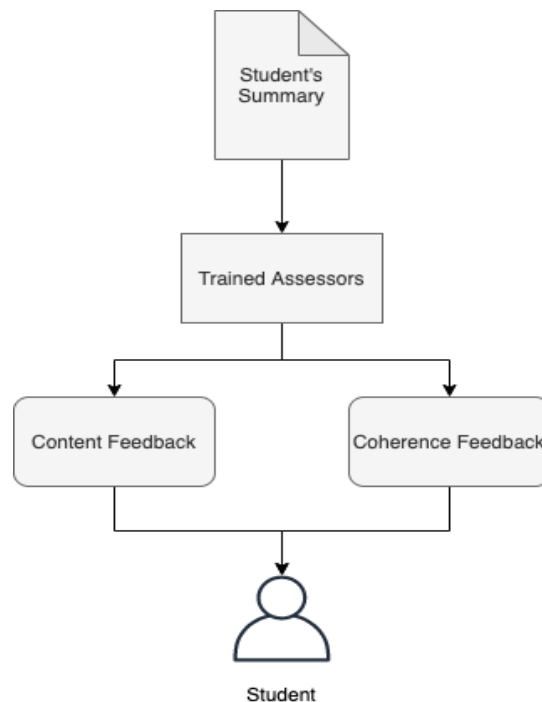 Student's
Summary
Trained Assessors
Content Feedback
Coherence Feedback
Student